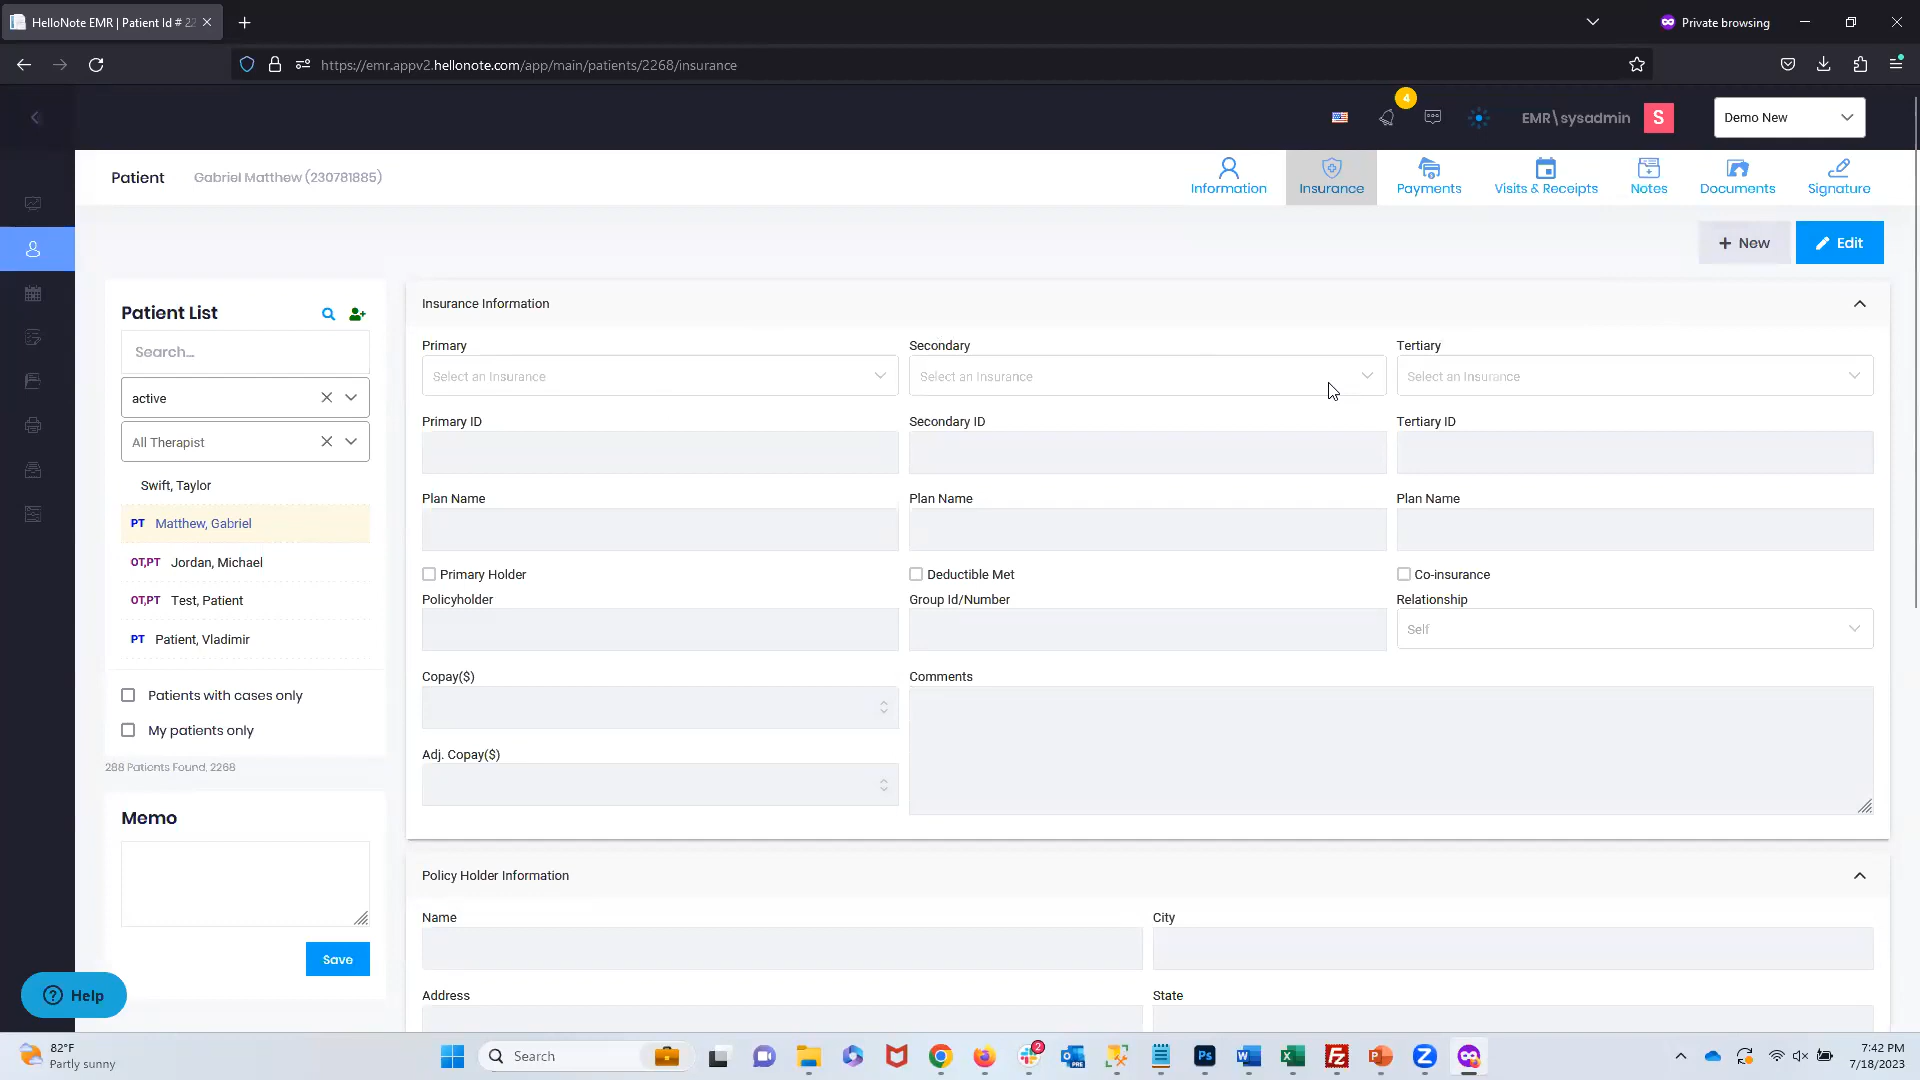 HelloNote EMR | Patient Id # 22
Private browsing
https://emr.appv2.hellonote.com/app/main/patients/2268/insurance
4
EMR\sysadmin
S
Demo New
Patient
Gabriel Matthew (230781885)
Information
Insurance
Payments
Visits & Receipts
Notes
Documents
Signature
+ New
Edit
Patient List
Search...
active
All Therapist
Swift, Taylor
PT Matthew, Gabriel
OT,PT Jordan, Michael
OT,PT Test, Patient
PT Patient, Vladimir
Patients with cases only
My patients only
288 Patients Found, 2268
Memo
Save
Help
Insurance Information
Primary
Secondary
Tertiary
Select an Insurance
Select an Insurance
Select an Insurance
Primary ID
Secondary ID
Tertiary ID
Plan Name
Plan Name
Plan Name
Primary Holder
Deductible Met
Co-insurance
Policyholder
Group Id/Number
Relationship
Self
Copay($)
Comments
Adj. Copay($)
Policy Holder Information
Name
City
Address
State
82°F
Partly sunny
Search
2
Ps
W
X
Fz
P
Z
7:42 PM
7/18/2023